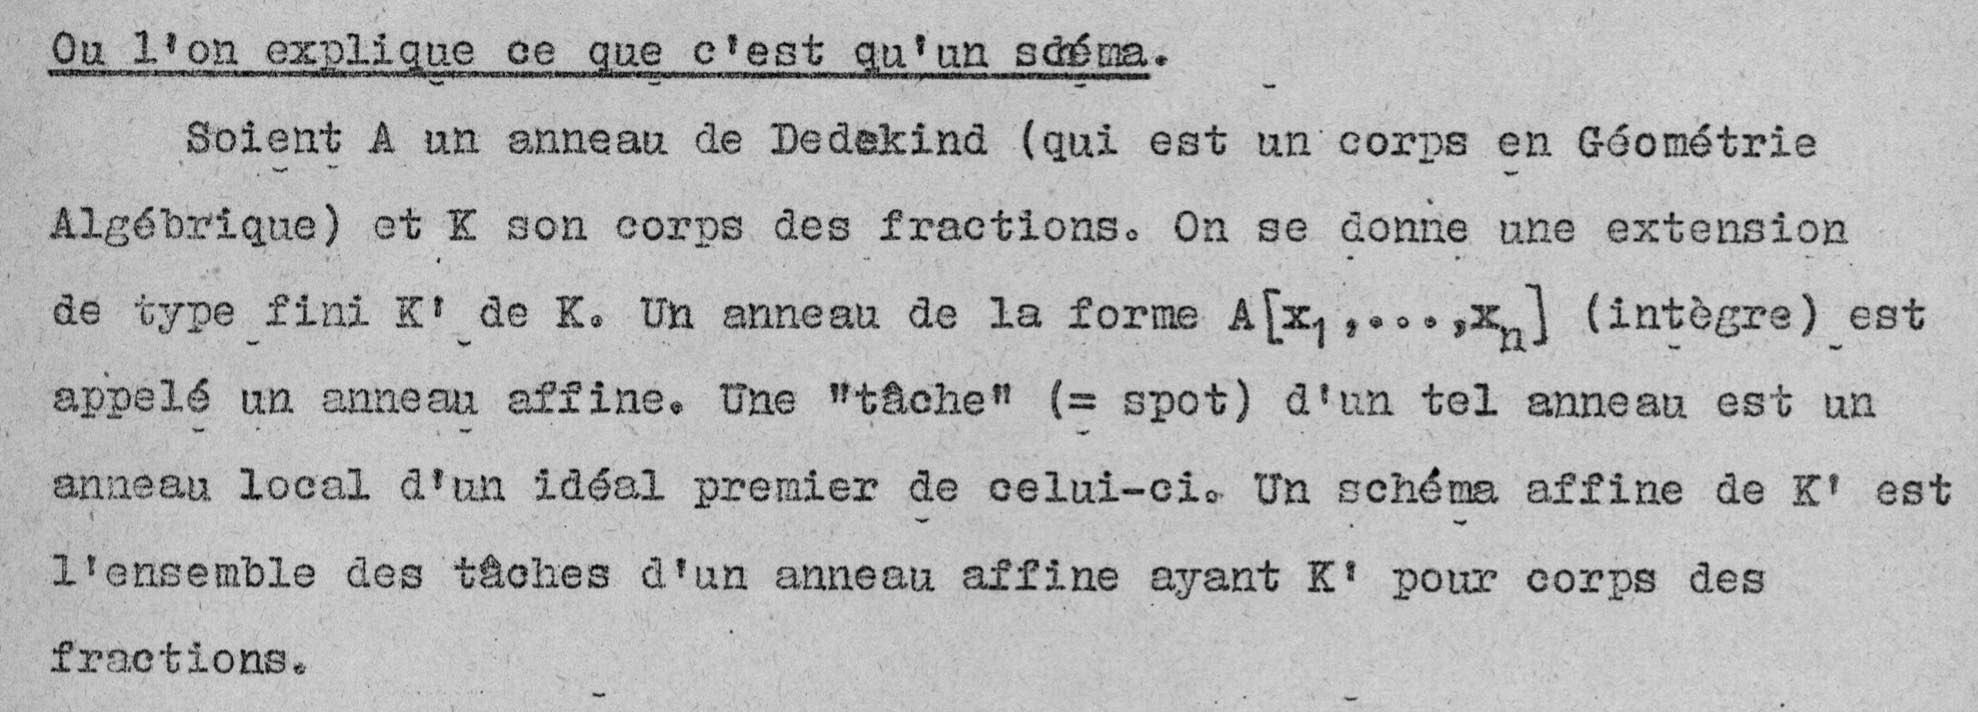 Ou l'on explique ce que c'est qu'un schéma.
Soient A un anneau de Dedekind (qui est un corps en Géométrie
Algébrique) et K son corps des fractions. On se donne une extension
de type fini K' de K. Un anneau de la forme A[x₁,...,xₙ] (intègre) est
appelé un anneau affine. Une "tâche" (= spot) d'un tel anneau est un
anneau local d'un idéal premier de celui-ci. Un schéma affine de K' est
l'ensemble des tâches d'un anneau affine ayant K' pour corps des
fractions.